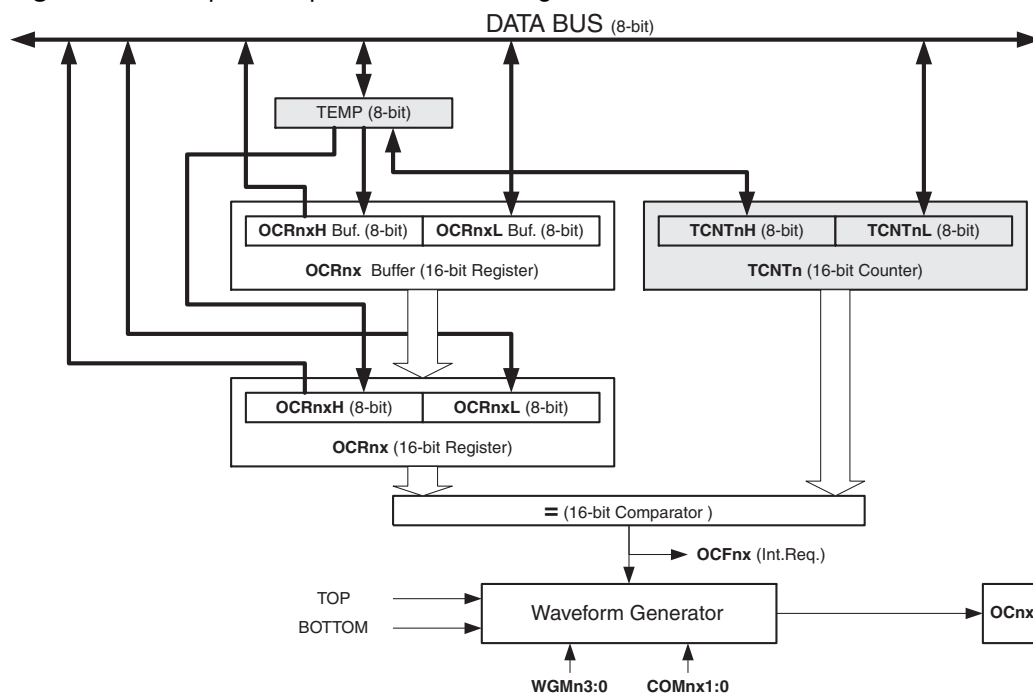 DATA BUS (8-bit)
TEMP (8-bit)
OCRnxH Buf. (8-bit) OCRnxL Buf. (8-bit)
OCRnx Buffer (16-bit Register)
TCNTnH (8-bit) TCNTnL (8-bit)
TCNTn (16-bit Counter)
OCRnxH (8-bit) OCRnxL (8-bit)
OCRnx (16-bit Register)
= (16-bit Comparator )
OCFnx (Int.Req.)
TOP
BOTTOM
Waveform Generator
OCnx
WGMn3:0 COMnx1:0